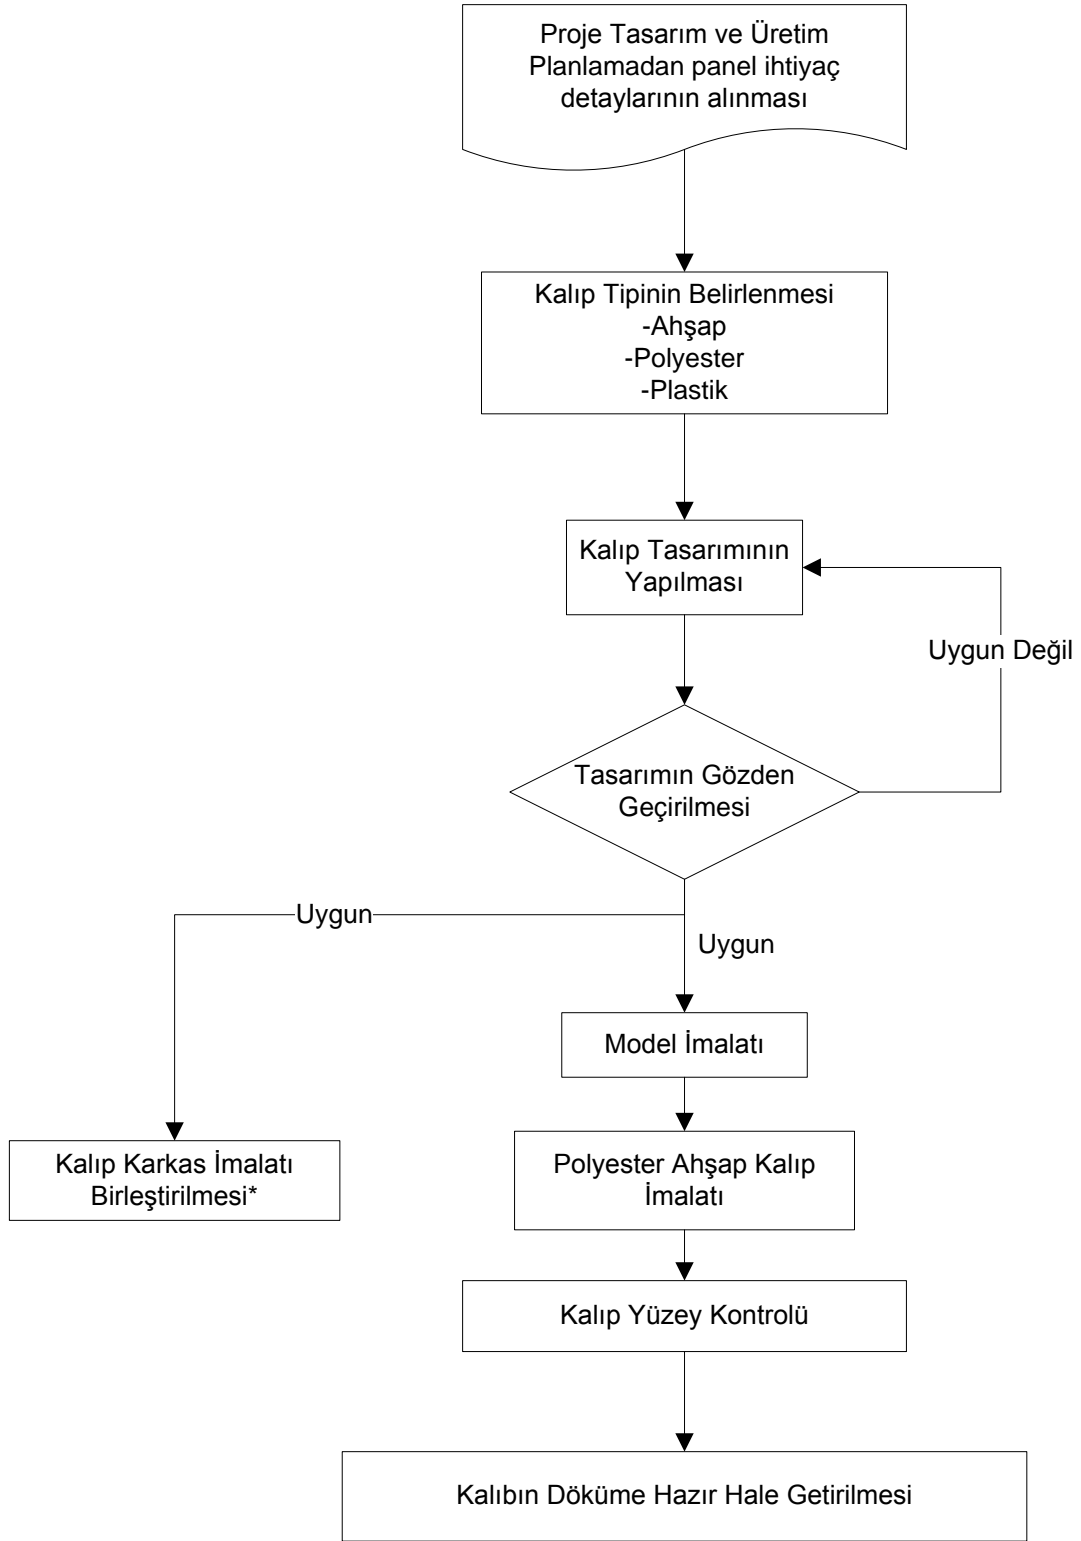 Proje Tasarım ve Üretim
Planlamadan panel ihtiyaç
detaylarının alınması
Kalıp Tipinin Belirlenmesi
-Ahşap
-Polyester
-Plastik
Kalıp Tasarımının
Yapılması
Uygun Değil
Tasarımın Gözden
Geçirilmesi
Uygun
Uygun
Model İmalatı
Kalıp Karkas İmalatı
Birleştirilmesi*
Polyester Ahşap Kalıp
İmalatı
Kalıp Yüzey Kontrolü
Kalıbın Döküme Hazır Hale Getirilmesi